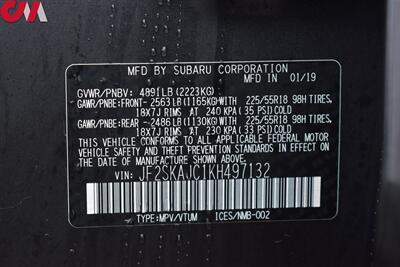 CM
MFD. BY SUBARU CORPORATION
GVWR/PNBV: 4891LB(2223KG) MFD.IN 01/19
GAWR/PNBE:FRONT- 2563LB(1165KG)WITH 225/55R18 98H TIRES,
18X7J RIMS AT 240 KPA(35 PSI)COLD
GAWR/PNBE:REAR -2486LB(1130KG)WITH 225/55R18 98H TIRES,
18X7J RIMS AT 230 KPA(33 PSI)COLD
THIS VEHICLE CONFORMS TO ALL APPLICABLE FEDERAL MOTOR
VEHICLE SAFETY, BUMPER, AND THEFT PREVENTION STANDARDS
IN EFFECT ON THE DATE OF MANUFACTURE SHOWN ABOVE.
VIN: JF2SKAJC1KH497132
TYPE:MPV/VTUM ICES/NMB-002